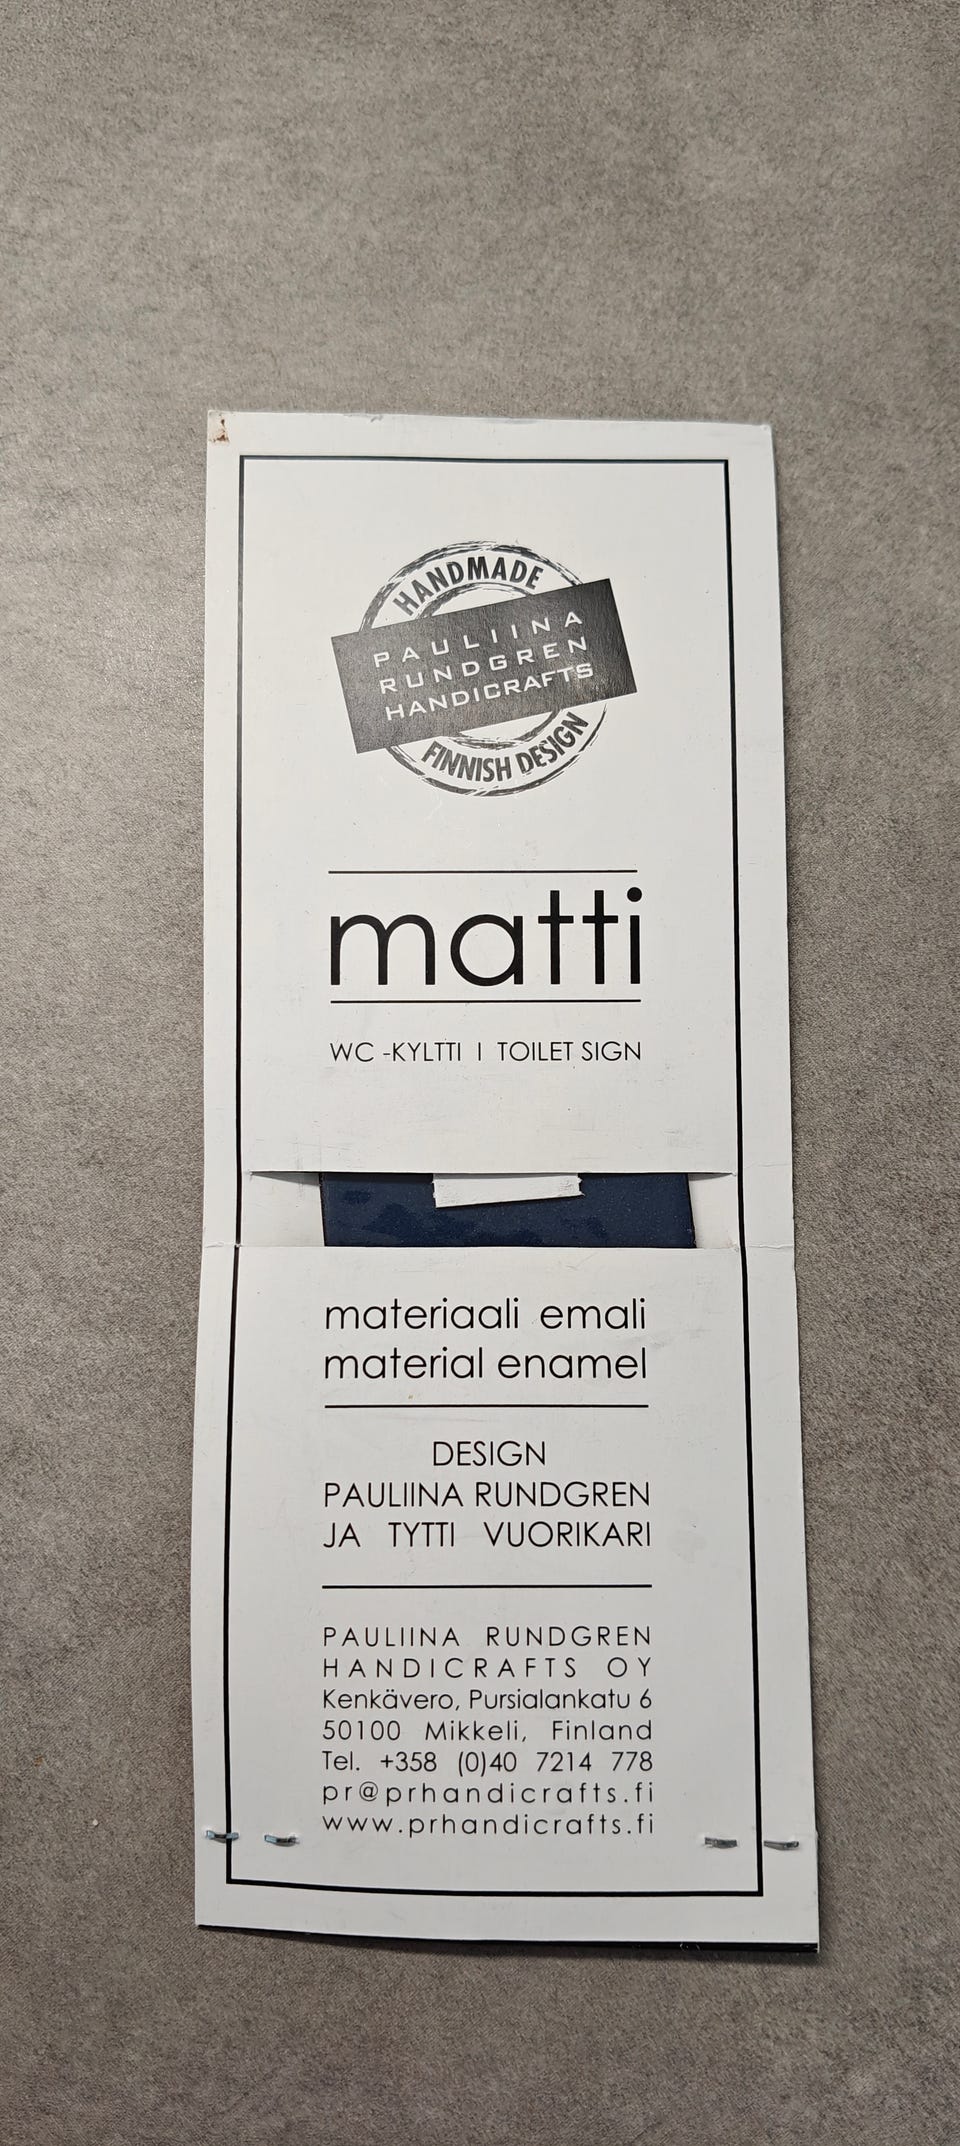 HANDMADE
PAULIINA
RUNDGREN
HANDICRAFTS
FINNISH DESIGN
matti
WC -KYLTTI I TOILET SIGN
materiaali emali
material enamel
DESIGN
PAULIINA RUNDGREN
JA TYTTI VUORIKARI
PAULIINA RUNDGREN
HANDICRAFTS OY
Kenkävero, Pursialankatu 6
50100 Mikkeli, Finland
Tel. +358 (0)40 7214 778
pr@prhandicrafts.fi
www.prhandicrafts.fi